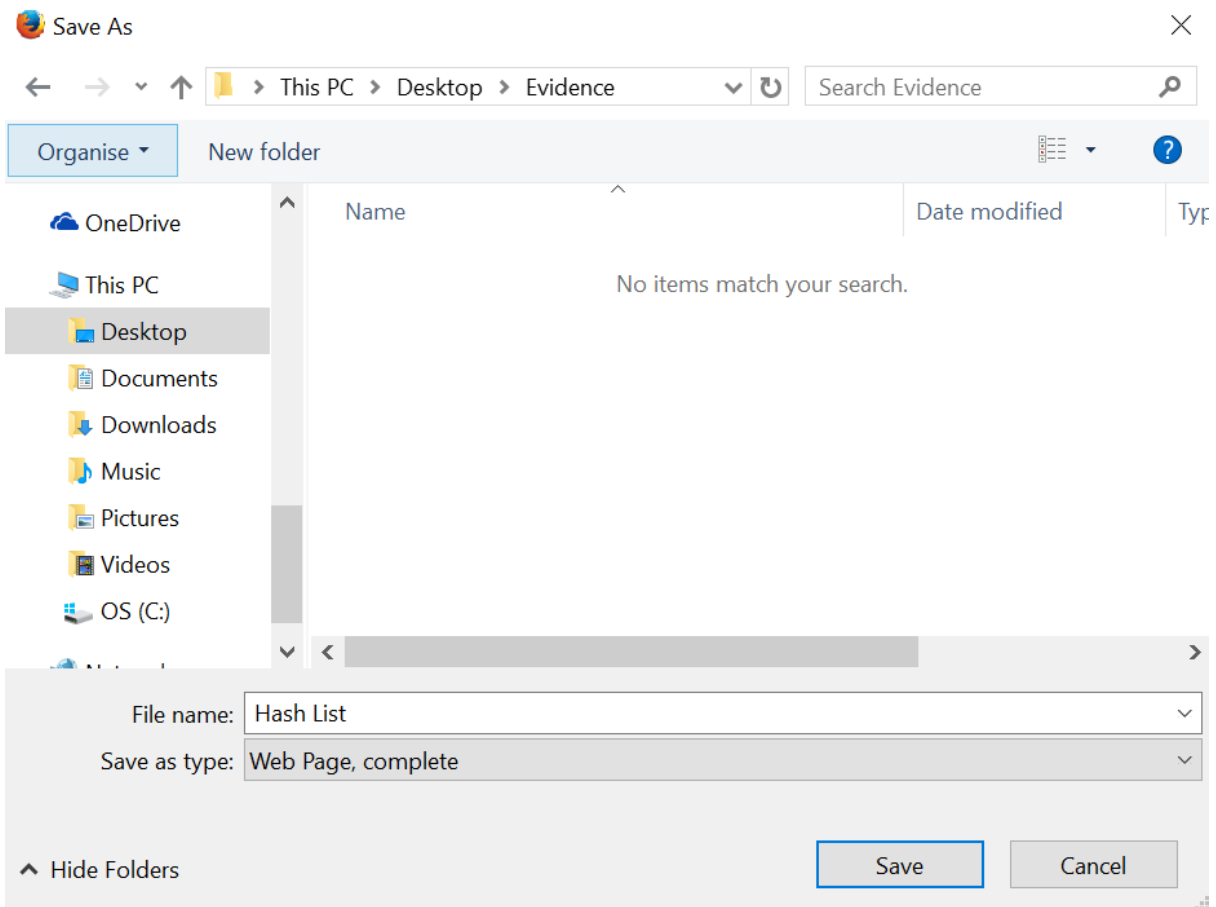 Save As
This PC > Desktop > Evidence
Search Evidence
Organise
New folder
?
Name
Date modified
Typ
OneDrive
No items match your search.
This PC
Desktop
Documents
Downloads
Music
Pictures
Videos
OS (C:)
File name: Hash List
Save as type: Web Page, complete
Hide Folders
Save
Cancel